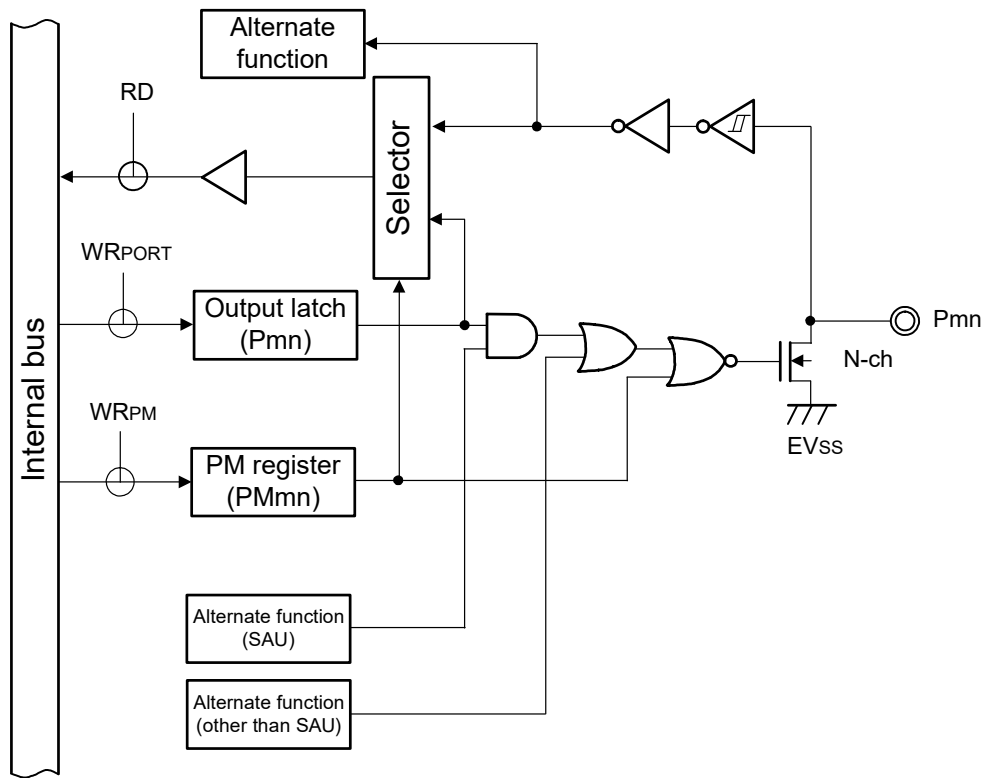 Alternate
function
RD
Selector
WRPORT
Output latch
(Pmn)
Pmn
N-ch
Internal bus
EVSS
WRPM
PM register
(PMmn)
Alternate function
(SAU)
Alternate function
(other than SAU)